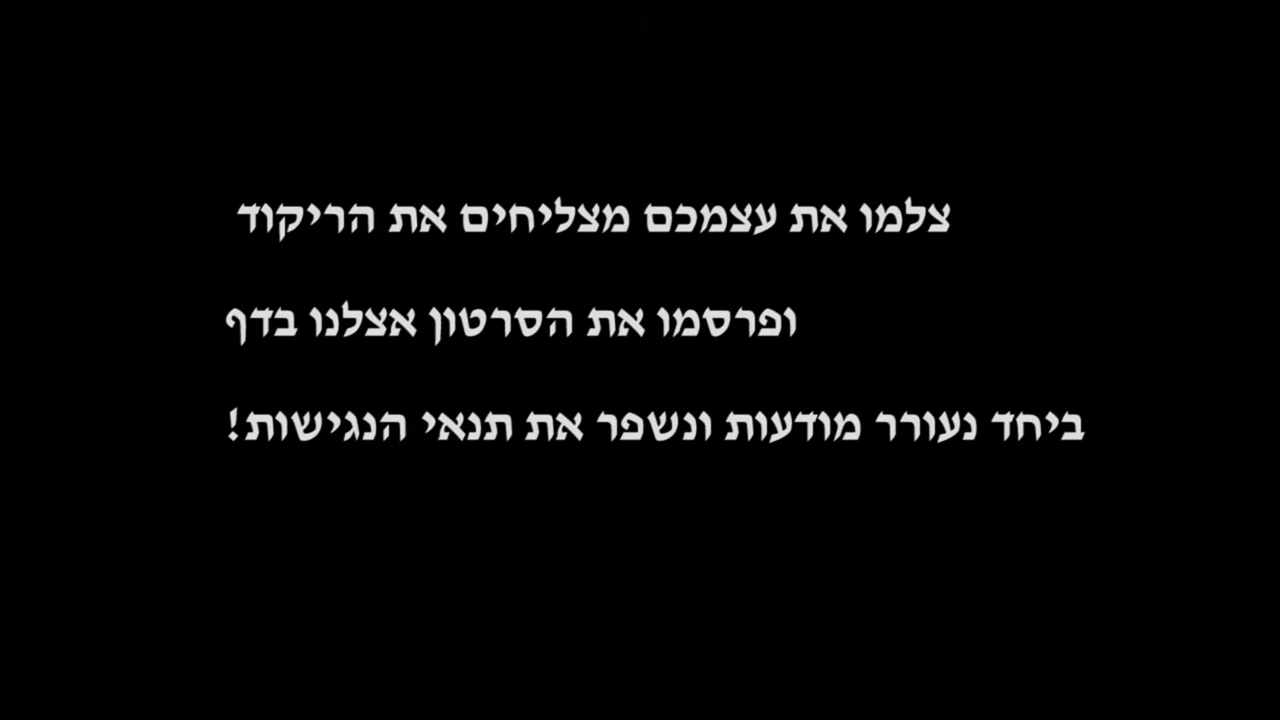 צלמו את עצמכם מצליחים את הריקוד
ופרסמו את הסרטון אצלנו בדף
ביחד נעורר מודעות ונשפר את תנאי הנגישות!